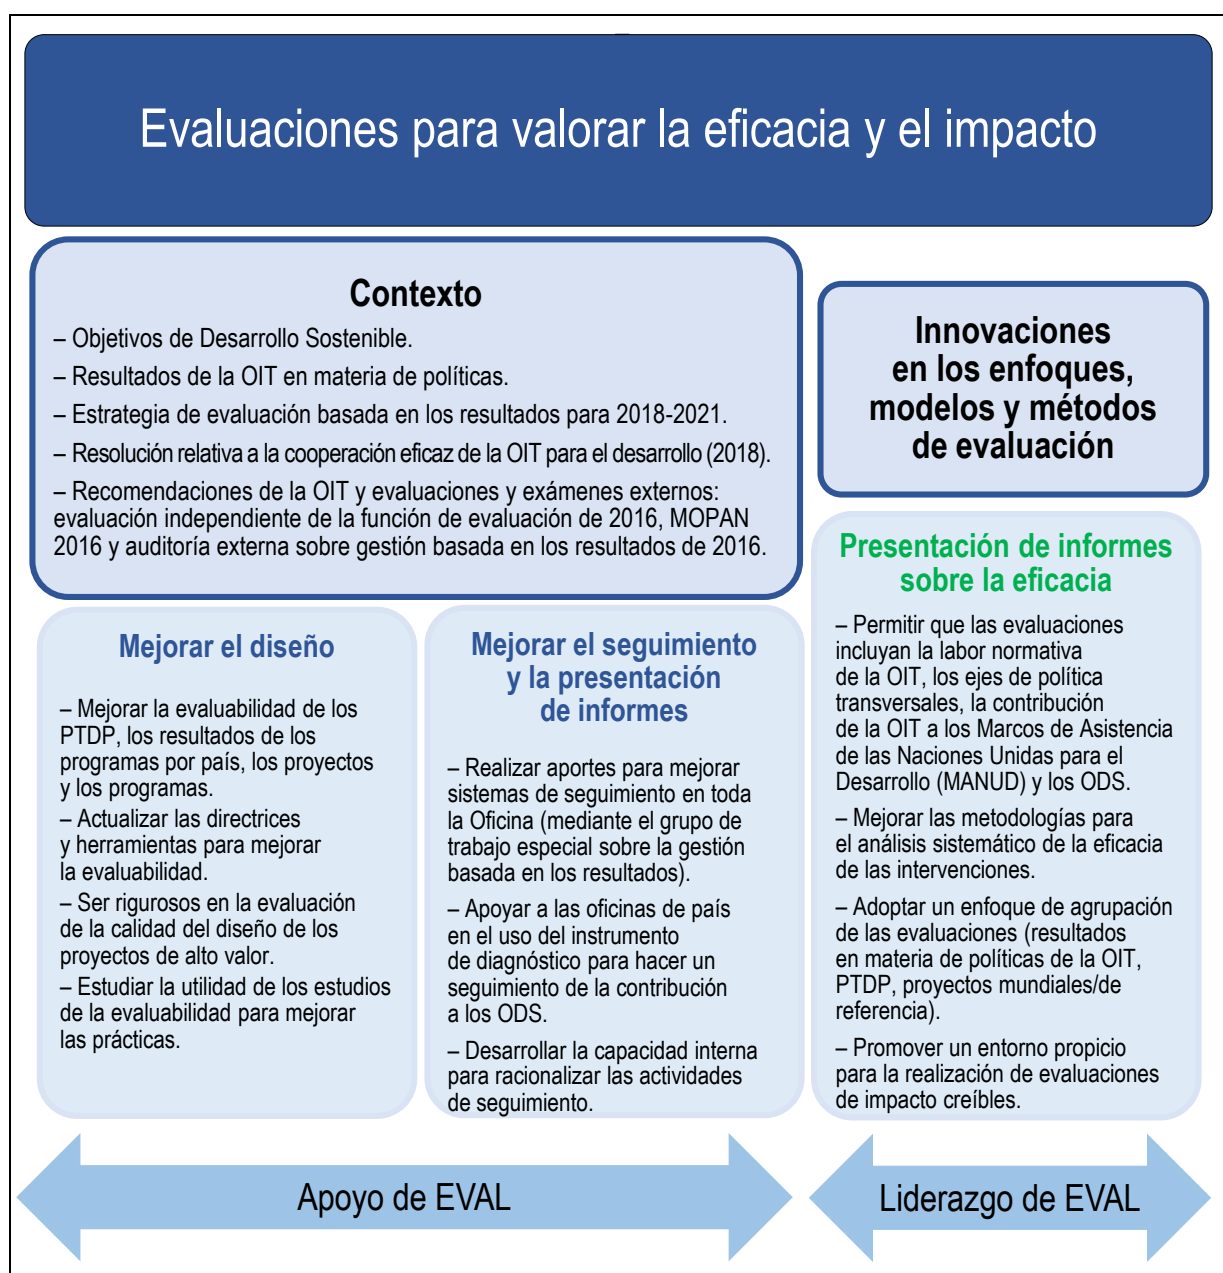 Evaluaciones para valorar la eficacia y el impacto
Contexto
– Objetivos de Desarrollo Sostenible.
– Resultados de la OIT en materia de políticas.
– Estrategia de evaluación basada en los resultados para 2018-2021.
– Resolución relativa a la cooperación eficaz de la OIT para el desarrollo (2018).
– Recomendaciones de la OIT y evaluaciones y exámenes externos:
evaluación independiente de la función de evaluación de 2016, MOPAN
2016 y auditoría externa sobre gestión basada en los resultados de 2016.
Innovaciones
en los enfoques,
modelos y métodos
de evaluación
Mejorar el diseño
– Mejorar la evaluabilidad de los
PTDP, los resultados de los
programas por país, los proyectos
y los programas.
– Actualizar las directrices
y herramientas para mejorar
la evaluabilidad.
– Ser rigurosos en la evaluación
de la calidad del diseño de los
proyectos de alto valor.
– Estudiar la utilidad de los estudios
de la evaluabilidad para mejorar
las prácticas.
Mejorar el seguimiento
y la presentación
de informes
– Realizar aportes para mejorar
sistemas de seguimiento en toda
la Oficina (mediante el grupo de
trabajo especial sobre la gestión
basada en los resultados).
– Apoyar a las oficinas de país
en el uso del instrumento
de diagnóstico para hacer un
seguimiento de la contribución
a los ODS.
– Desarrollar la capacidad interna
para racionalizar las actividades
de seguimiento.
Presentación de informes
sobre la eficacia
– Permitir que las evaluaciones
incluyan la labor normativa
de la OIT, los ejes de política
transversales, la contribución
de la OIT a los Marcos de Asistencia
de las Naciones Unidas para el
Desarrollo (MANUD) y los ODS.
– Mejorar las metodologías para
el análisis sistemático de la eficacia
de las intervenciones.
– Adoptar un enfoque de agrupación
de las evaluaciones (resultados
en materia de políticas de la OIT,
PTDP, proyectos mundiales/de
referencia).
– Promover un entorno propicio
para la realización de evaluaciones
de impacto creíbles.
Apoyo de EVAL
Liderazgo de EVAL